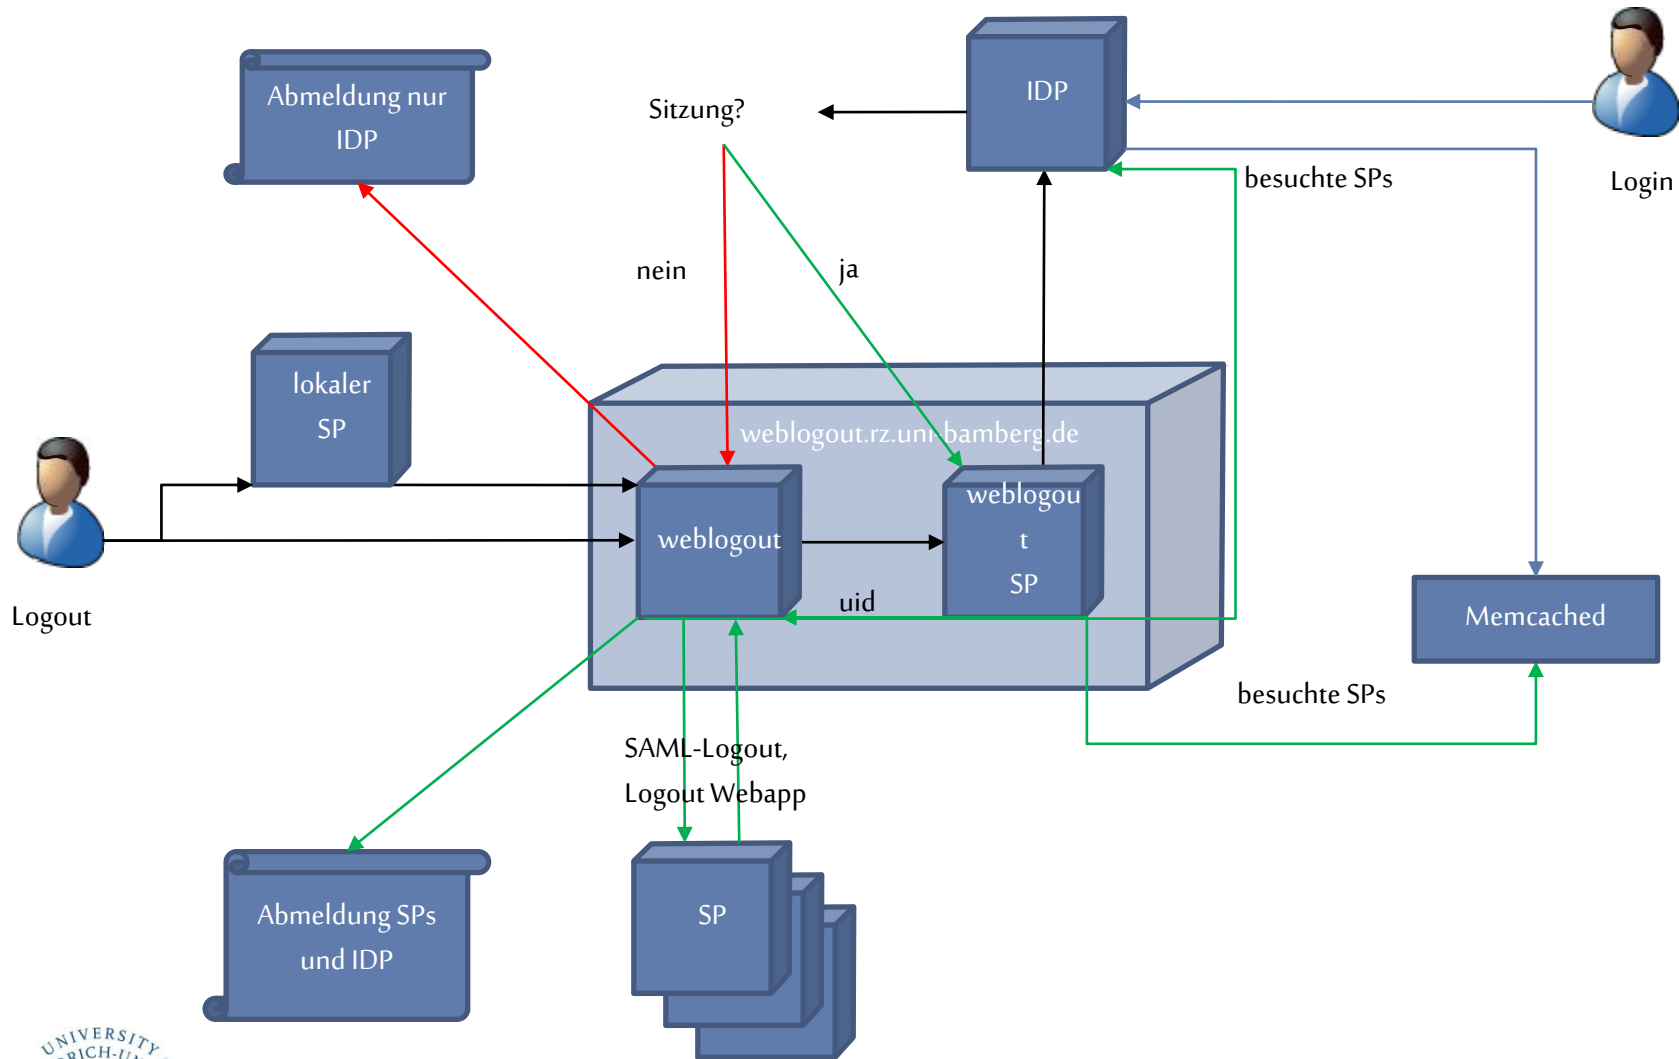 Abmeldung nur
IDP
Sitzung?
IDP
besuchte SPs
Login
nein
ja
lokaler
SP
weblogout.rz.uni-bamberg.de
weblogout
weblogou
t
SP
uid
Logout
Memcached
besuchte SPs
SAML-Logout,
Logout Webapp
Abmeldung SPs
und IDP
SP
UNIVERSITY